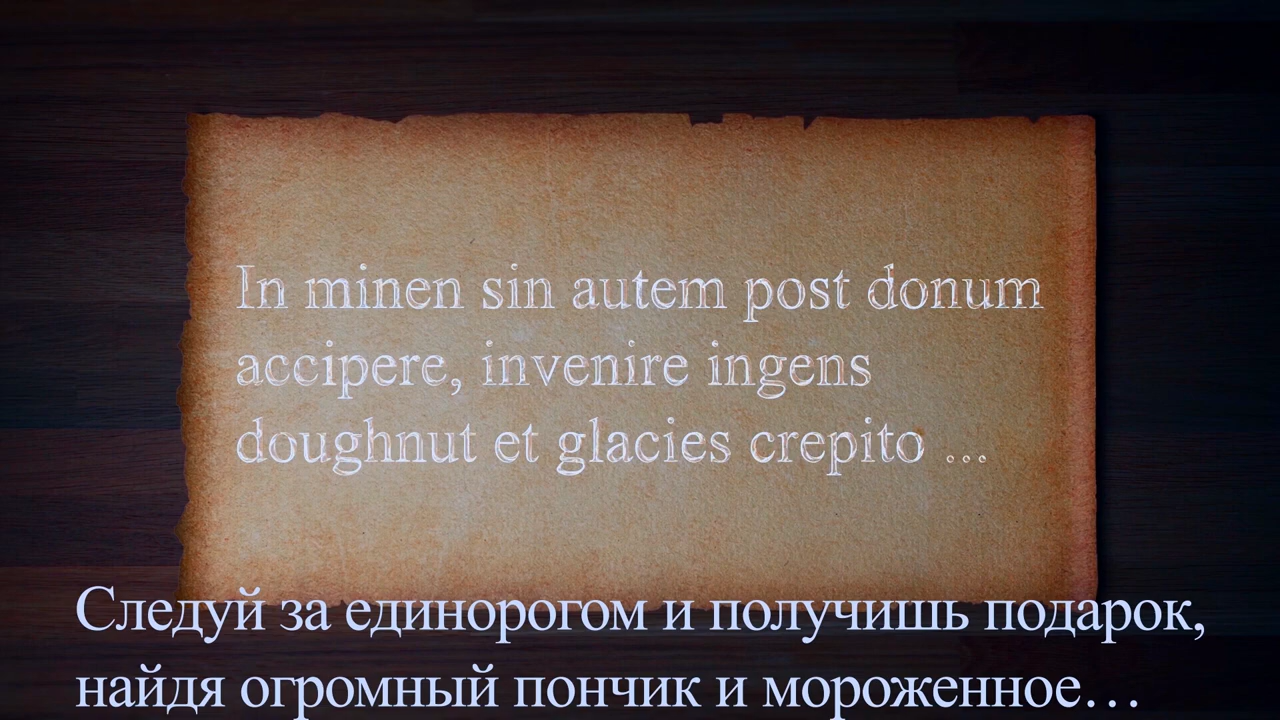 In minen sin autem post donum
accipere, invenire ingens
doughnut et glacies crepito ...
Следуй за единорогом и получишь подарок,
найдя огромный пончик и мороженное...